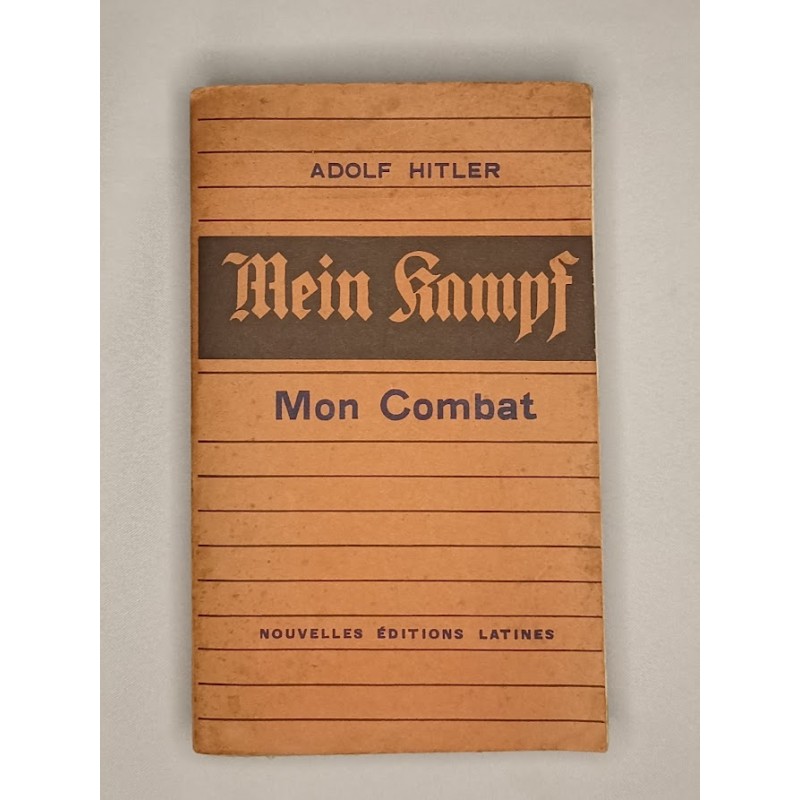 ADOLF HITLER
Mein Kampf
Mon Combat
NOUVELLES ÉDITIONS LATINES